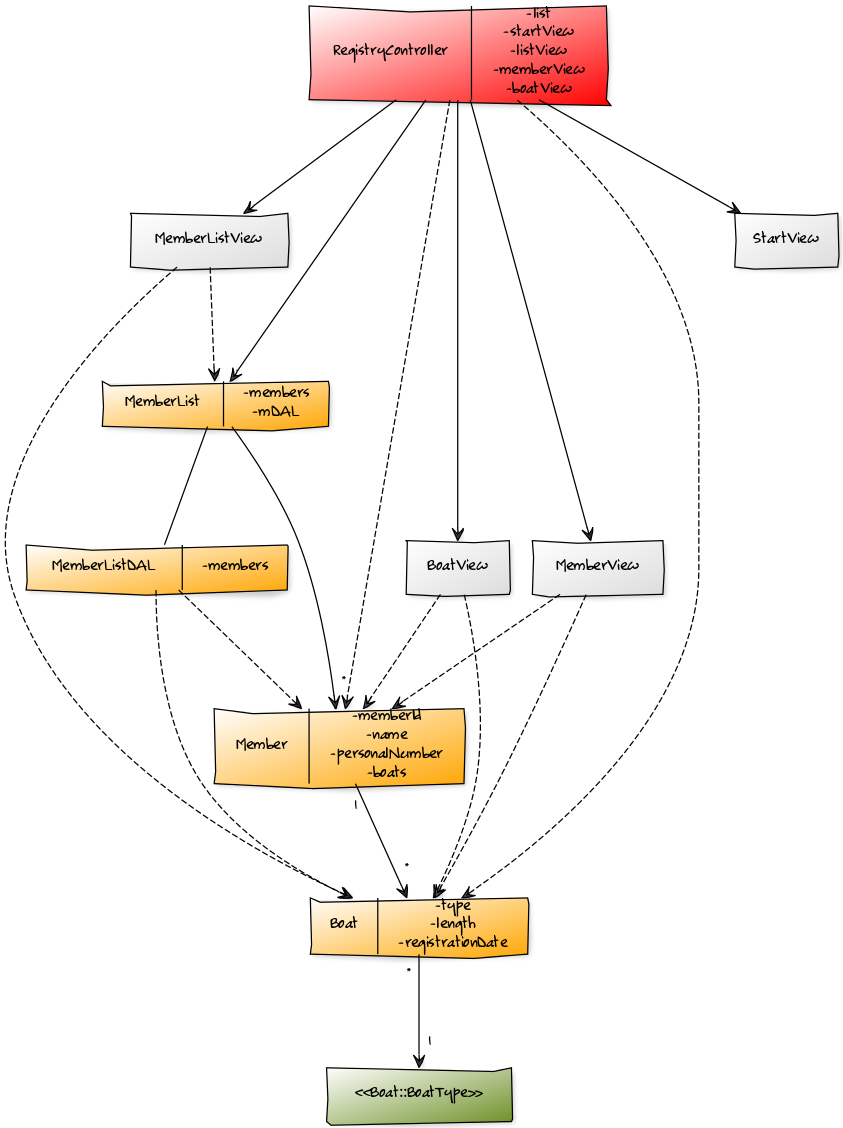 RegistryController
-list
-startView
-listView
-memberView
-boatView
MemberListView
StartView
MemberList
-members
-mDAL
MemberListDAL
-members
BoatView
MemberView
*
Member
-memberId
-name
-personalNumber
-boats
1
*
Boat
-type
-length
-registrationDate
*
1
<<Boat::BoatType>>